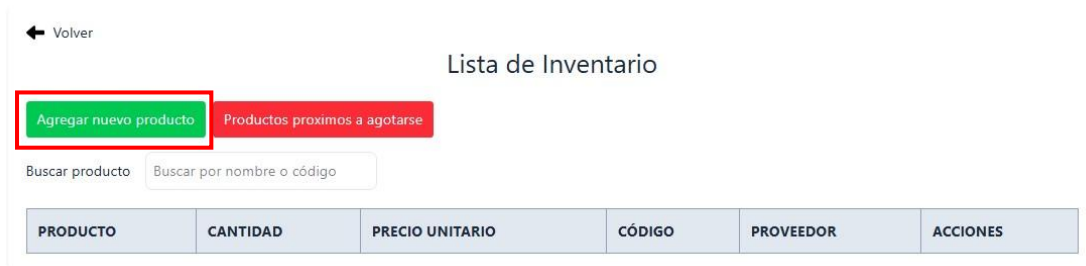 Volver
Lista de Inventario
Agregar nuevo producto Productos proximos a agotarse
Buscar producto Buscar por nombre o código
PRODUCTO CANTIDAD PRECIO UNITARIO CÓDIGO PROVEEDOR ACCIONES